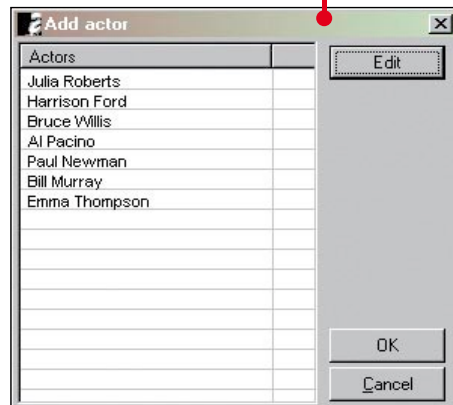 Add actor
Actors
Edit
Julia Roberts
Harrison Ford
Bruce Willis
Al Pacino
Paul Newman
Bill Murray
Emma Thompson
OK
Cancel